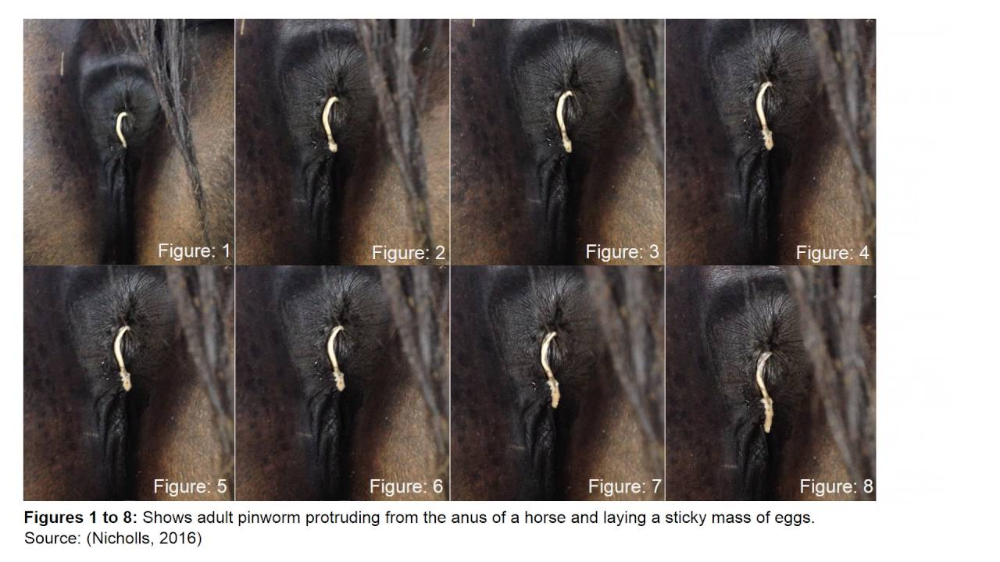 Figure: 1
Figure: 2
Figure: 3
Figure: 4
Figure: 5
Figure: 6
Figure: 7
Figure: 8
Figures 1 to 8: Shows adult pinworm protruding from the anus of a horse and laying a sticky mass of eggs.
Source: (Nicholls, 2016)